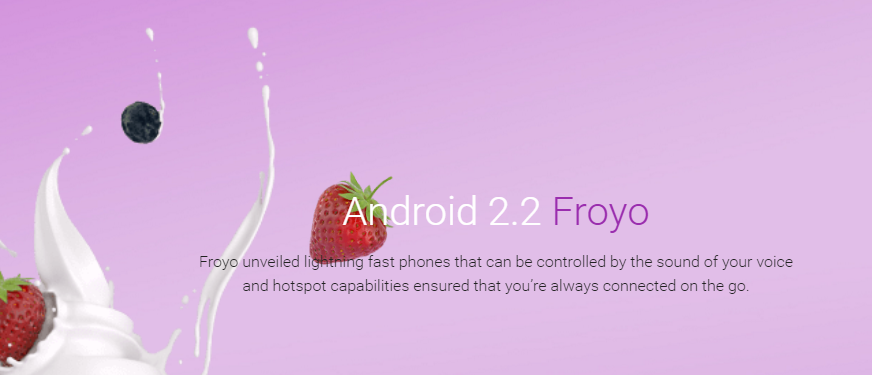 Android 2.2 Froyo
Froyo unveiled lightning fast phones that can be controlled by the sound of your voice
and hotspot capabilities ensured that you’re always connected on the go.